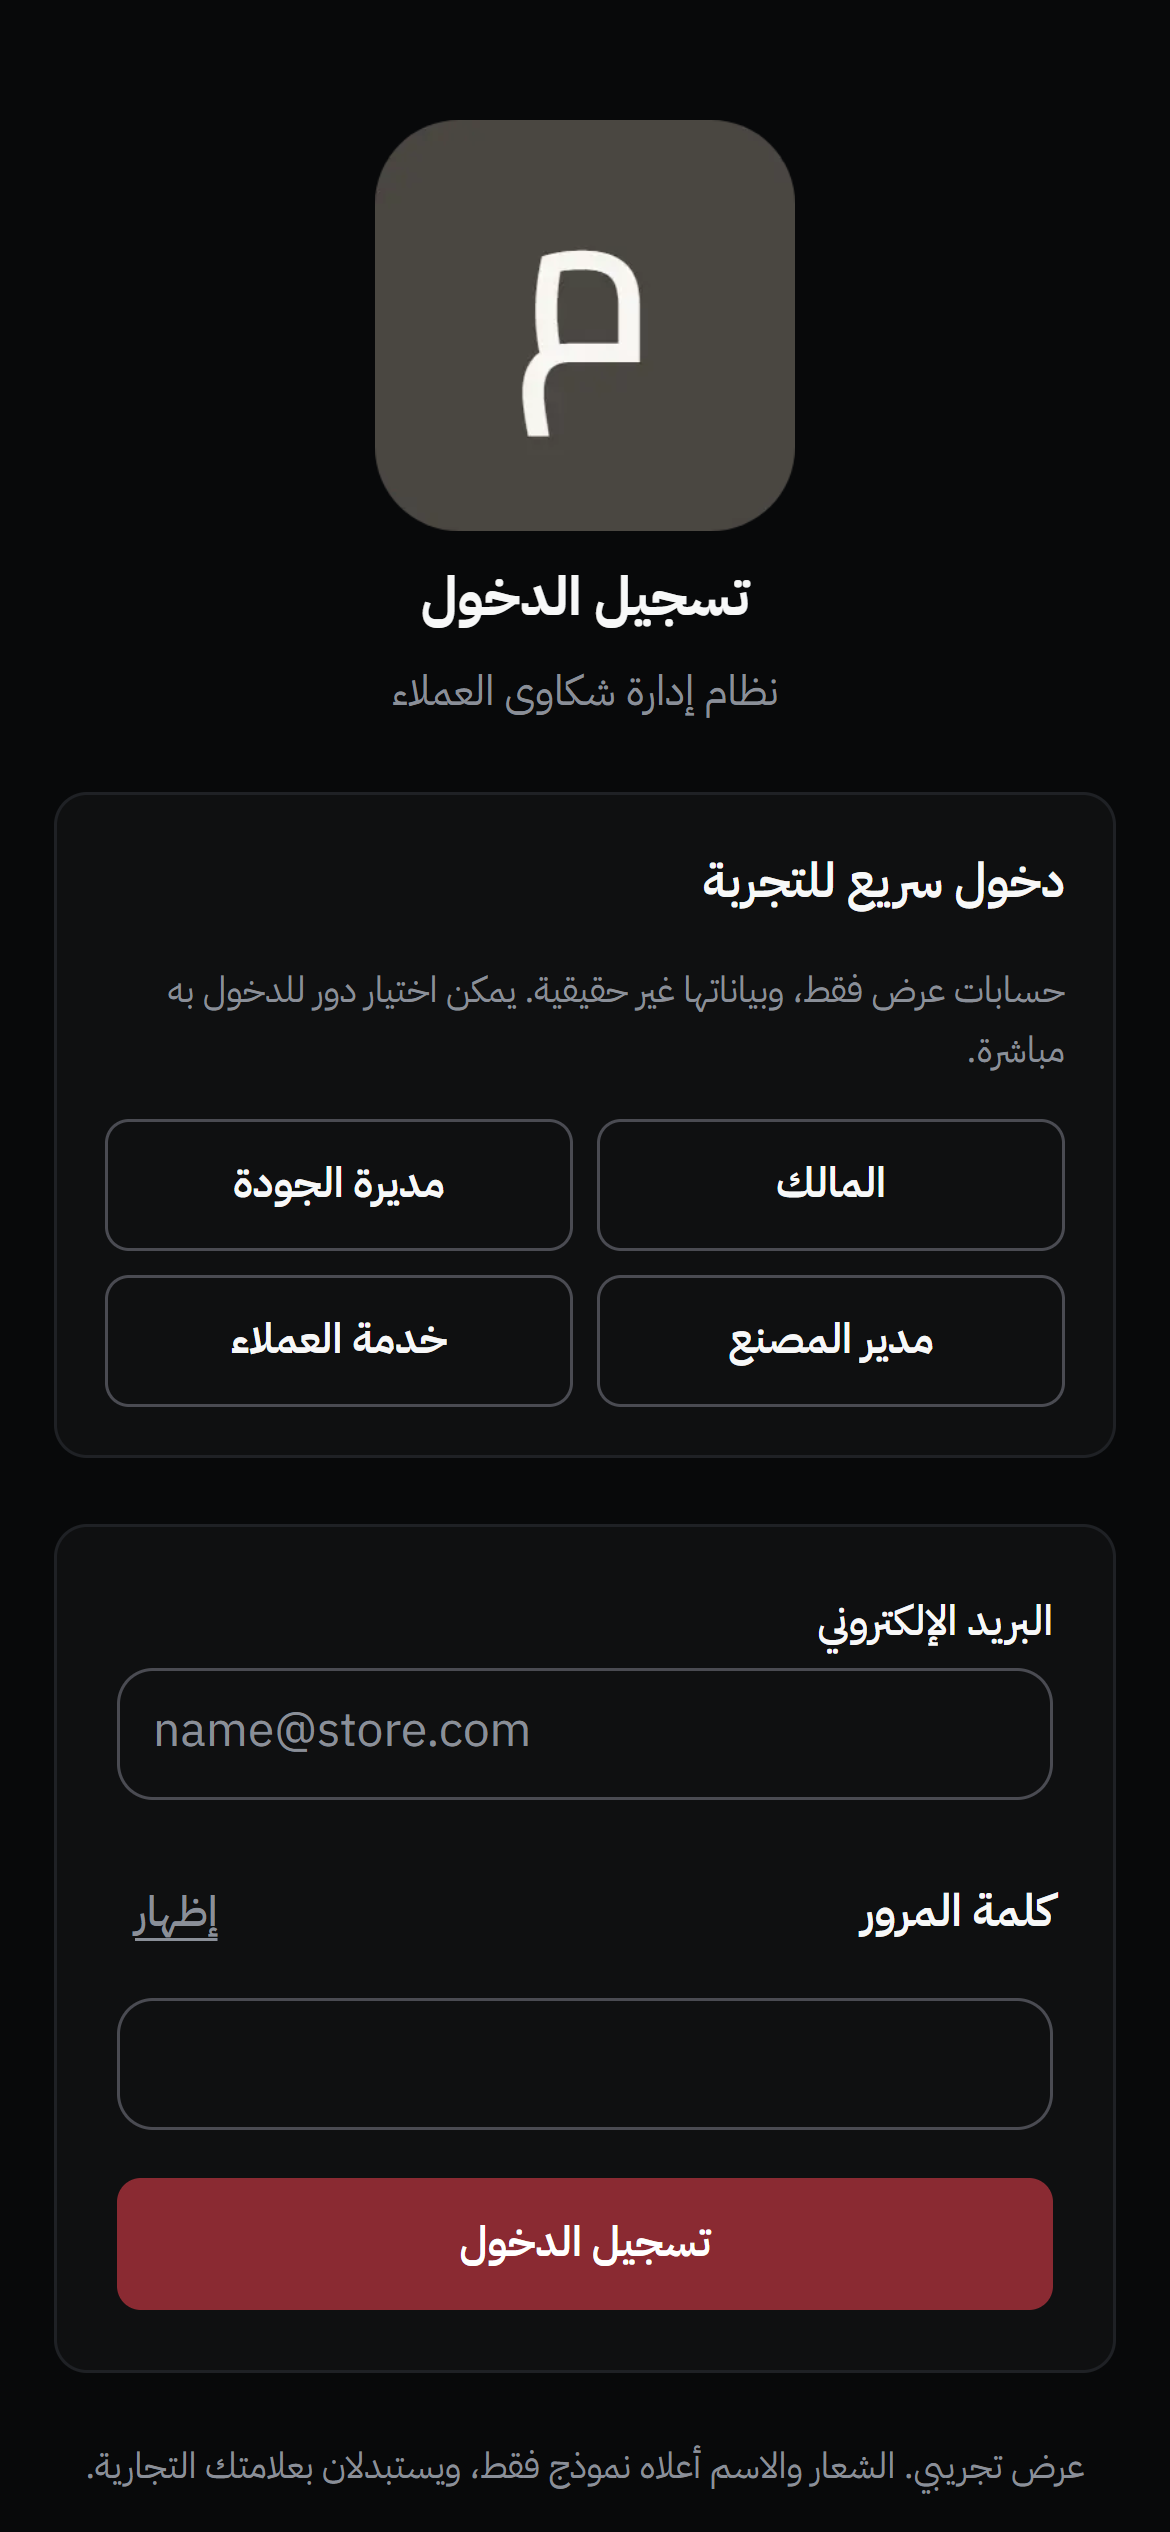 م
تسجيل الدخول
نظام إدارة شكاوى العملاء
دخول سريع للتجربة
حسابات عرض فقط، وبياناتها غير حقيقية. يمكن اختيار دور للدخول به
مباشرة.
المالك
مديرة الجودة
مدير المصنع
خدمة العملاء
البريد الإلكتروني
name@store.com
كلمة المرور
إظهار
تسجيل الدخول
عرض تجريبي. الشعار والاسم أعلاه نموذج فقط، ويستبدلان بعلامتك التجارية.